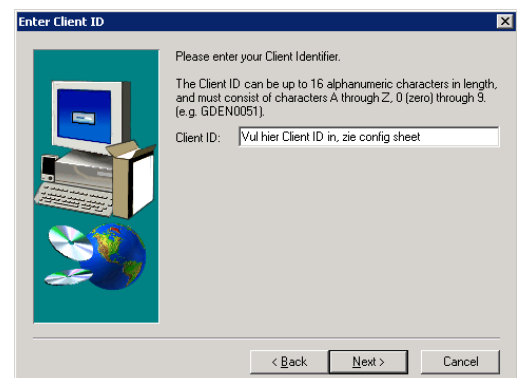 Enter Client ID
Please enter your Client Identifier.
The Client ID can be up to 16 alphanumeric characters in length,
and must consist of characters A through Z, 0 (zero) through 9.
(e.g. GDEN0051).
Client ID: Vul hier Client ID in, zie config sheet
< Back Next > Cancel